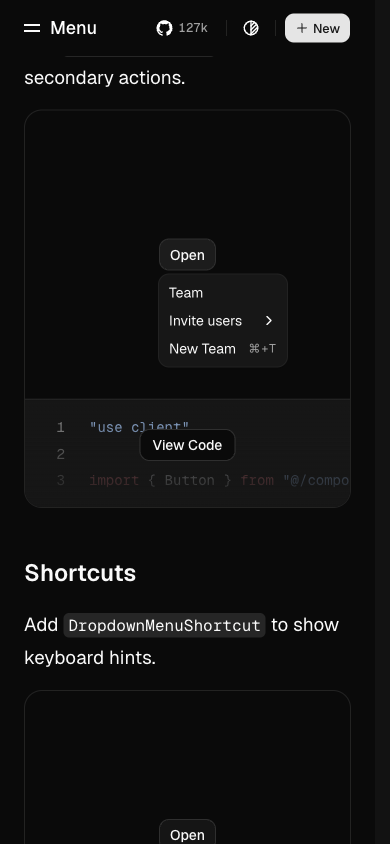 Menu
127k
+ New
secondary actions.
Open
Team
Invite users
New Team ⌘+T
1 "use client"
View Code
2
3 import { Button } from "@/compo
Shortcuts
Add DropdownMenuShortcut to show
keyboard hints.
Open